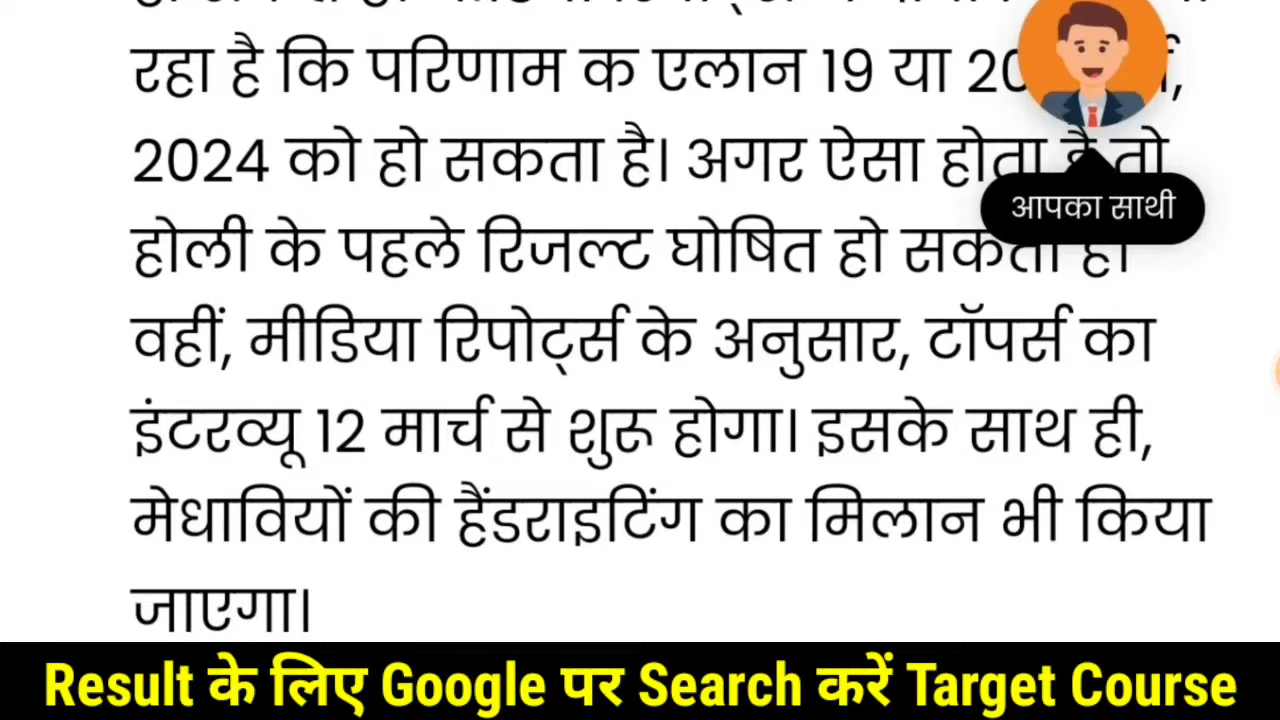 रहा है कि परिणाम क एलान 19 या 20
2024 को हो सकता है। अगर ऐसा होता है तो
आपका साथी
होली के पहले रिजल्ट घोषित हो सकता
वहीं, मीडिया रिपोर्ट्स के अनुसार, टॉपर्स का
इंटरव्यू 12 मार्च से शुरू होगा। इसके साथ ही,
मेधावियों की हैंडराइटिंग का मिलान भी किया
जाएगा।
Result के लिए Google पर Search करें Target Course